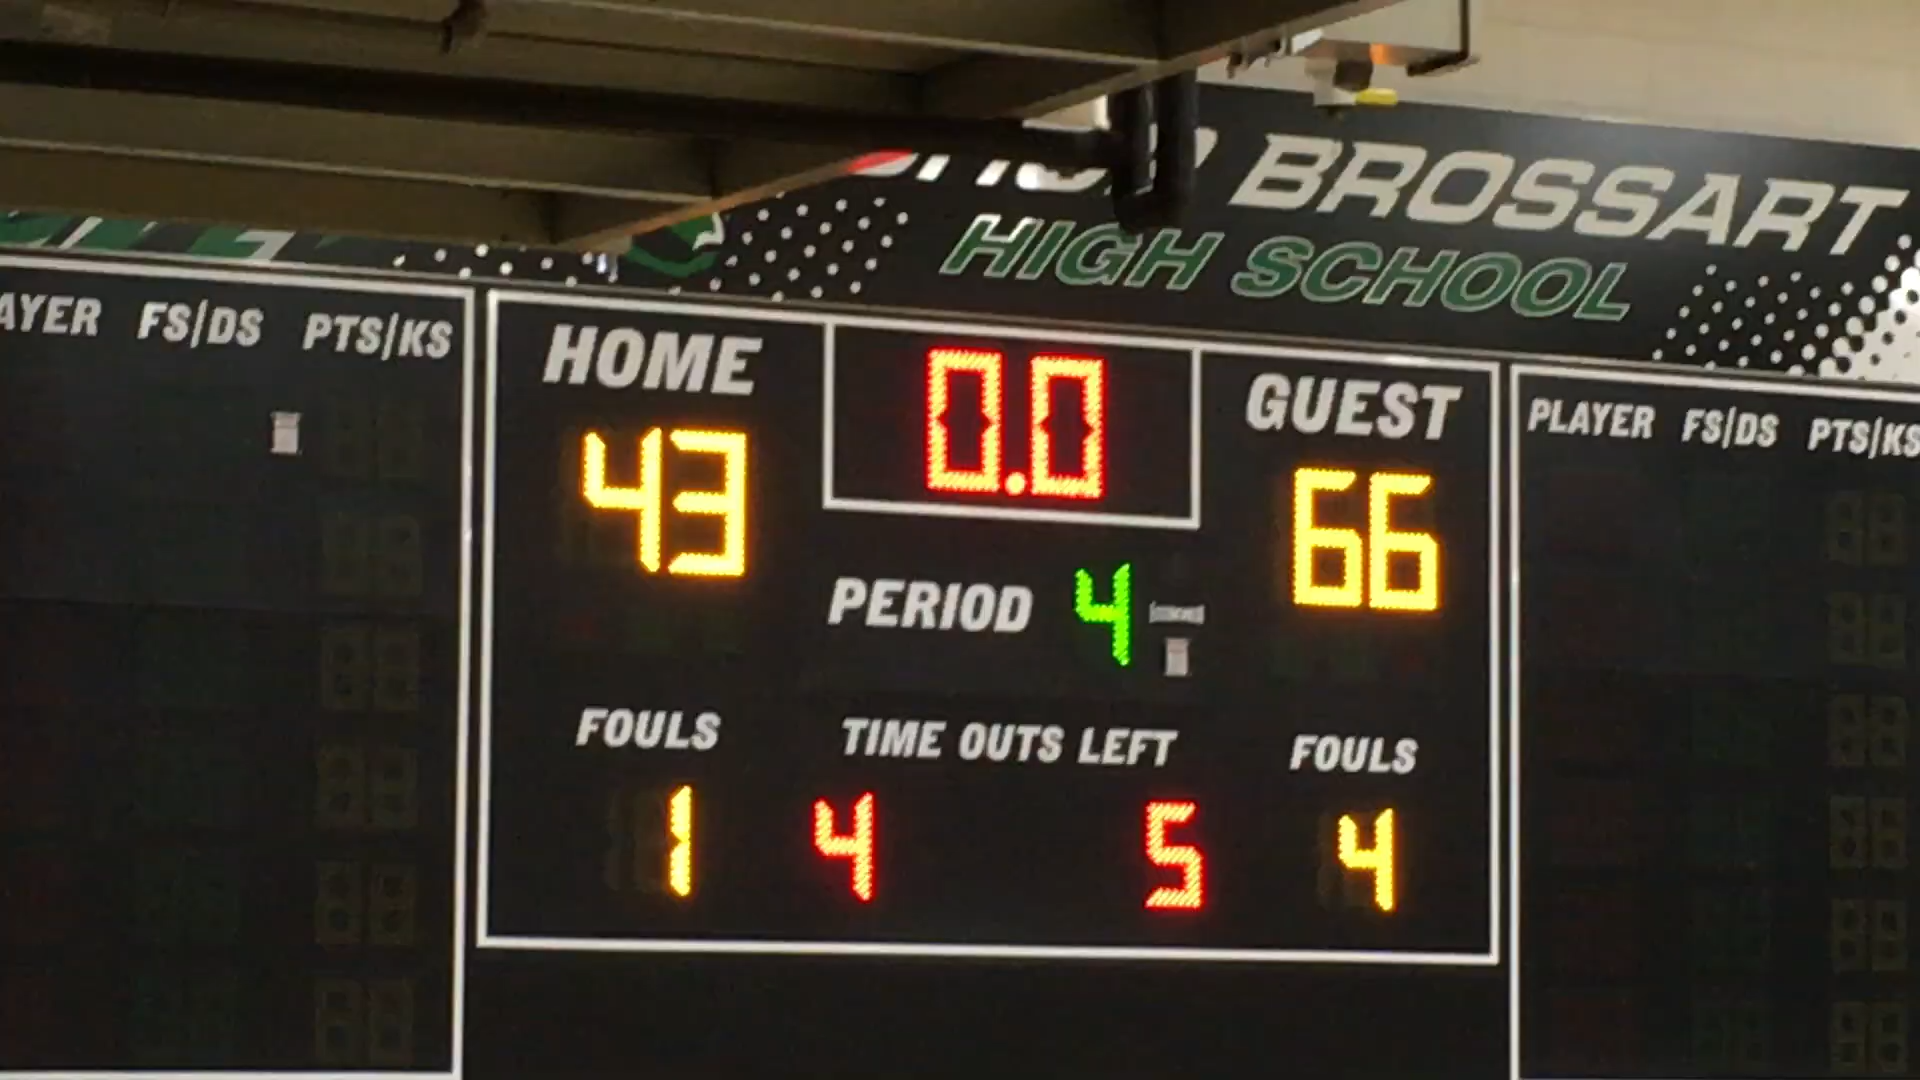 BROSSART
HIGH SCHOOL
FS/DS PTS/KS
HOME 0.0 GUEST
43 66
PERIOD 4
FOULS TIME OUTS LEFT FOULS
1 4 5 4
PLAYER FS/DS PTS/KS